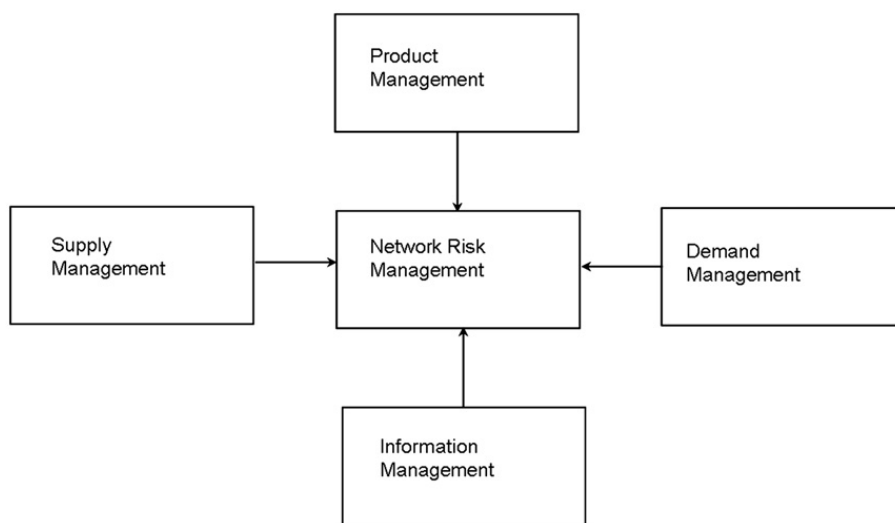 Product
Management
Supply
Management
Network Risk
Management
Demand
Management
Information
Management